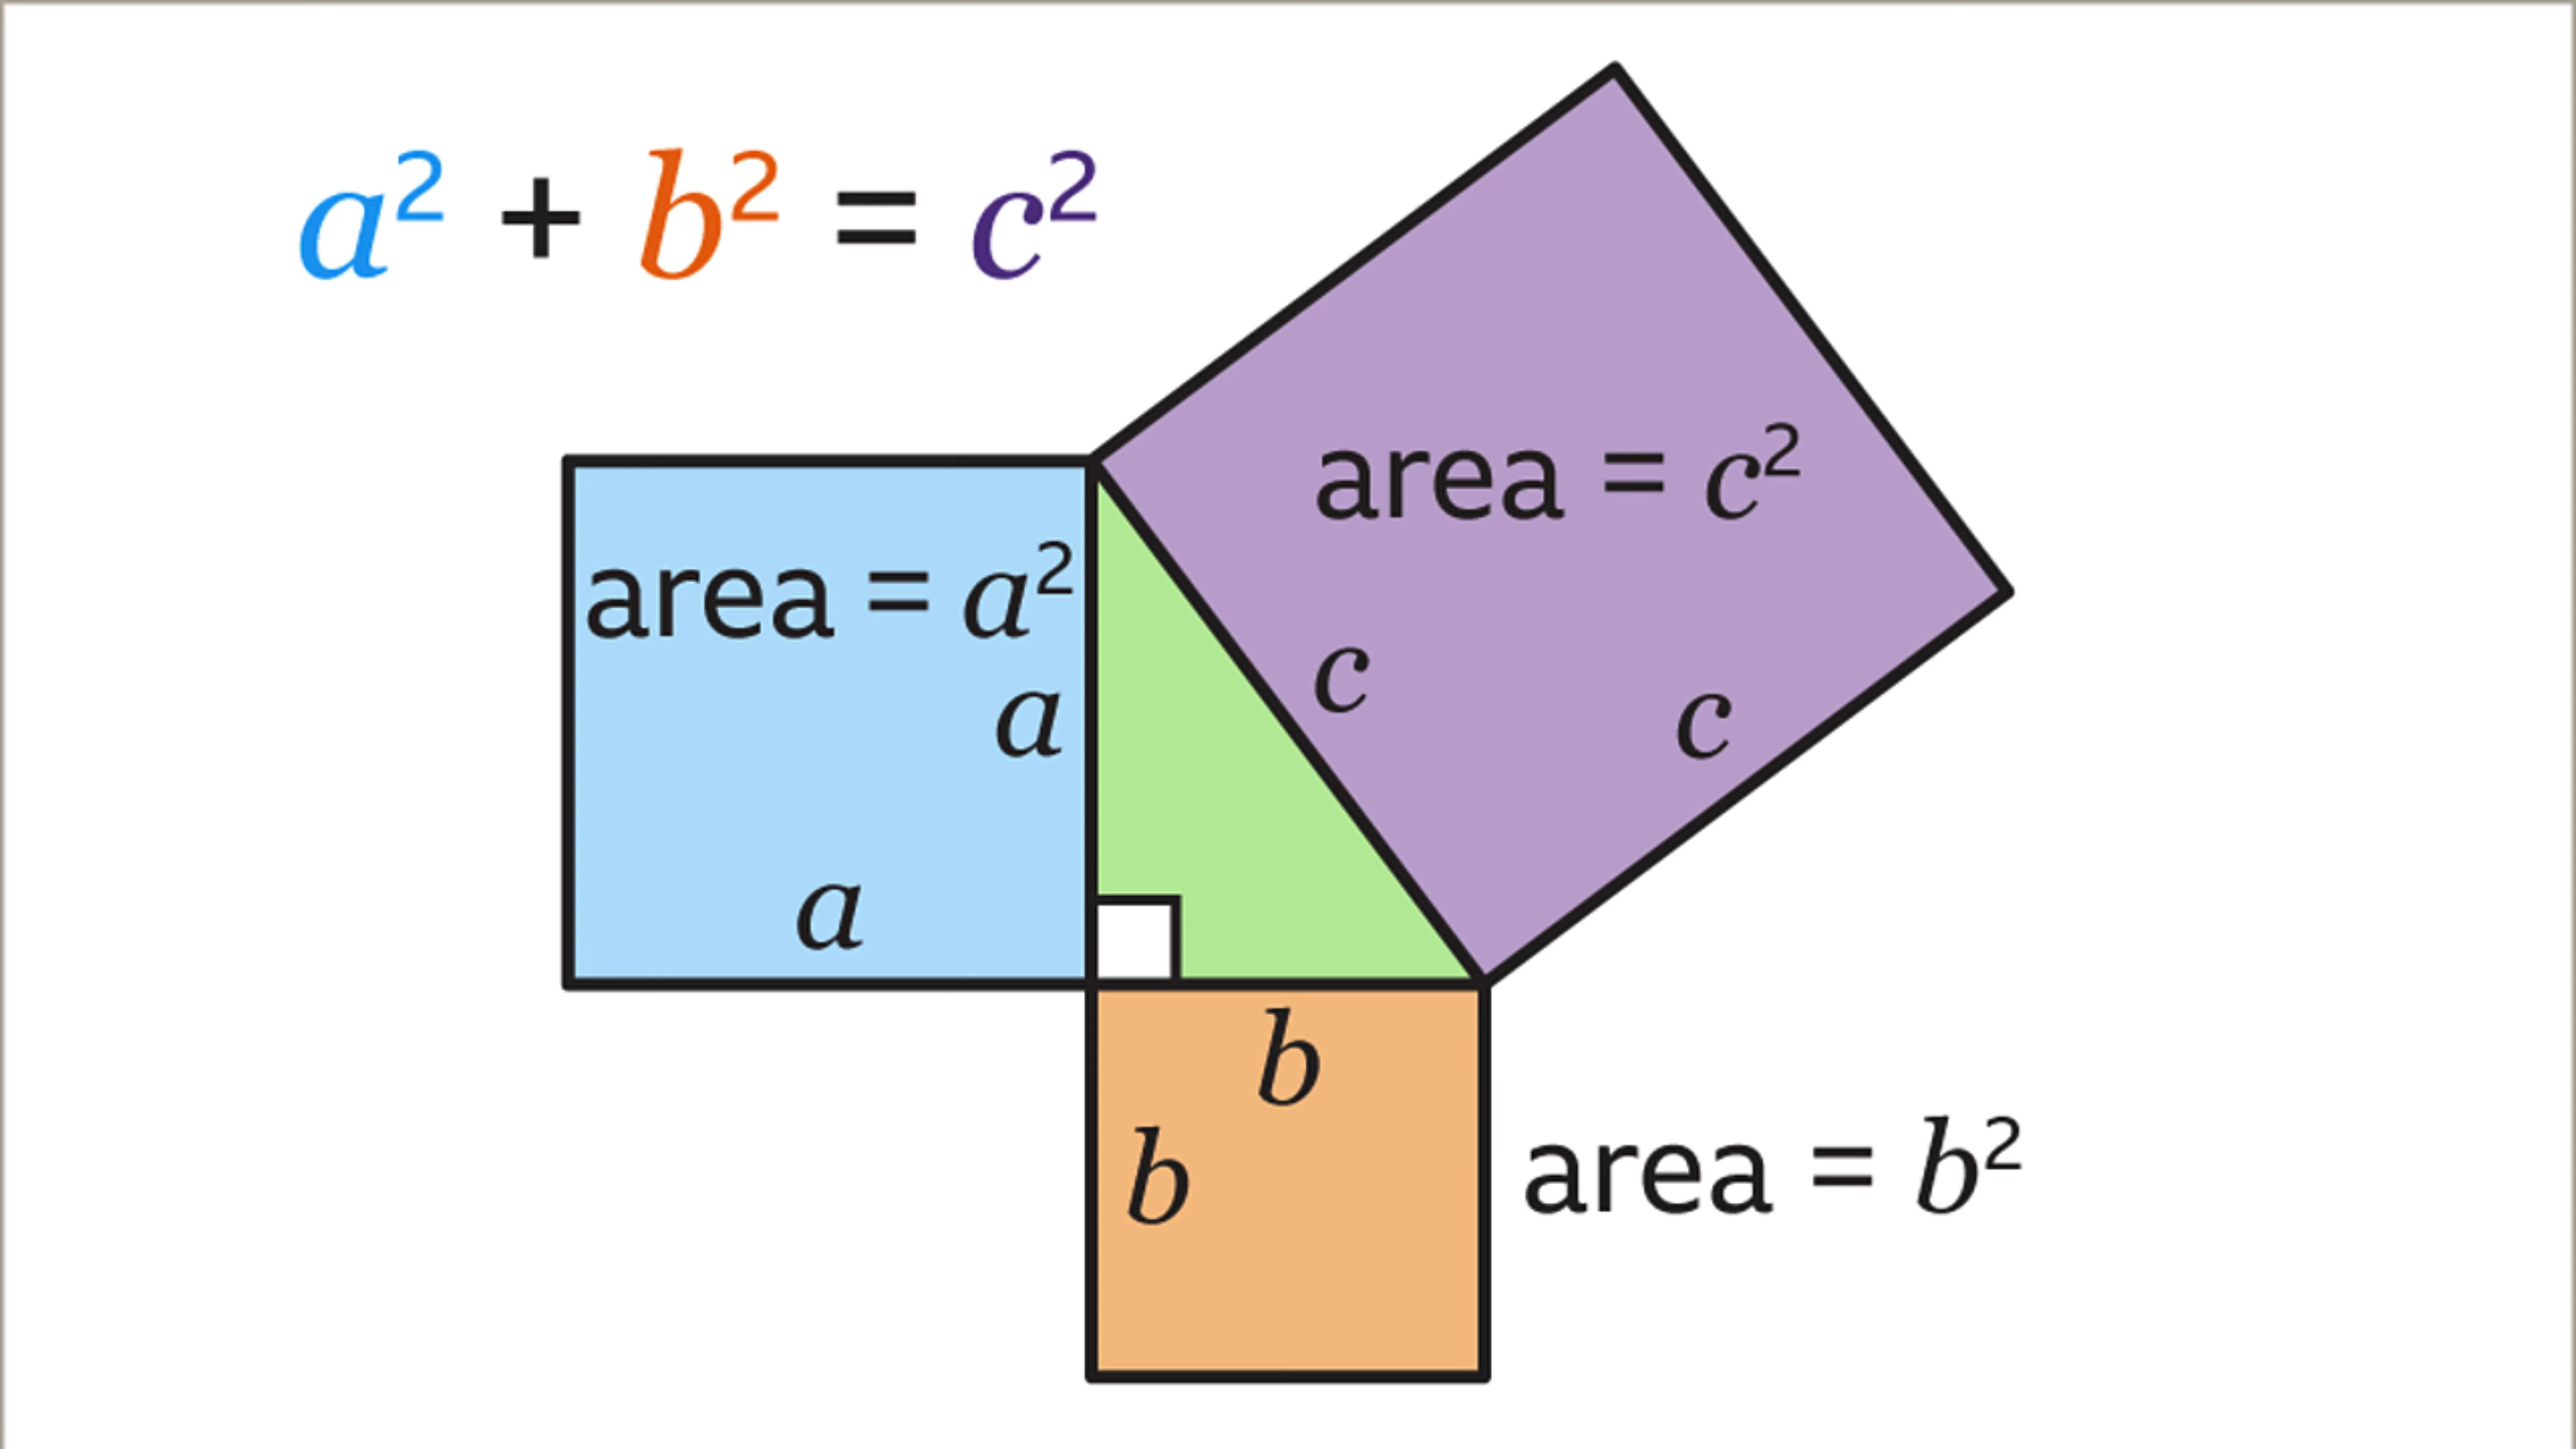 a² + b² = c²
area = c²
area = a²
c
a
c
a
b
b
area = b²